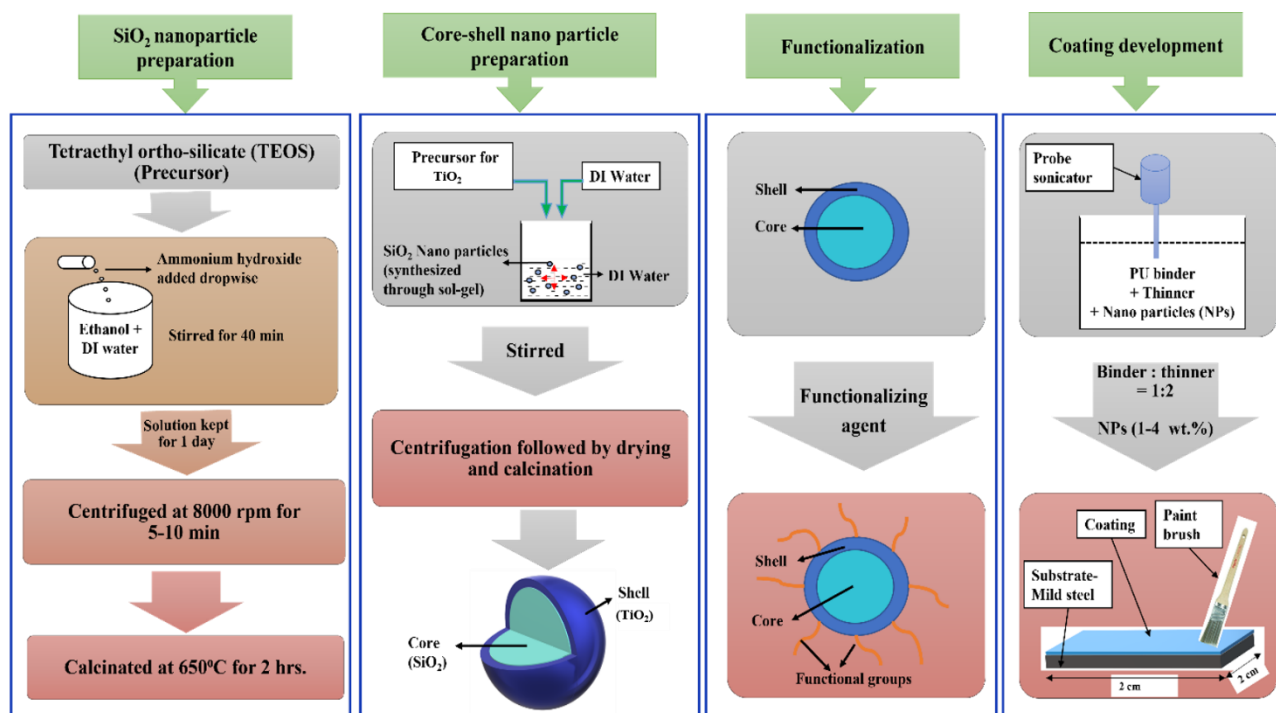 SiO₂ nanoparticle
preparation
Tetraethyl ortho-silicate (TEOS)
(Precursor)
Ammonium hydroxide
added dropwise
Ethanol +
DI water
Stirred for 40 min
Solution kept
for 1 day
Centrifuged at 8000 rpm for
5-10 min
Calcinated at 650⁰C for 2 hrs.
Core-shell nano particle
preparation
Precursor for
TiO₂
DI Water
SiO₂ Nano particles
(synthesized
through sol-gel)
DI Water
Stirred
Centrifugation followed by drying
and calcination
Shell
(TiO₂)
Core
(SiO₂)
Functionalization
Shell
Core
Functionalizing
agent
Shell
Core
Functional groups
Coating development
Probe
sonicator
PU binder
+ Thinner
+ Nano particles (NPs)
Binder : thinner
= 1:2
NPs (1-4 wt.%)
Coating
Paint
brush
Substrate-
Mild steel
2 cm
2 cm